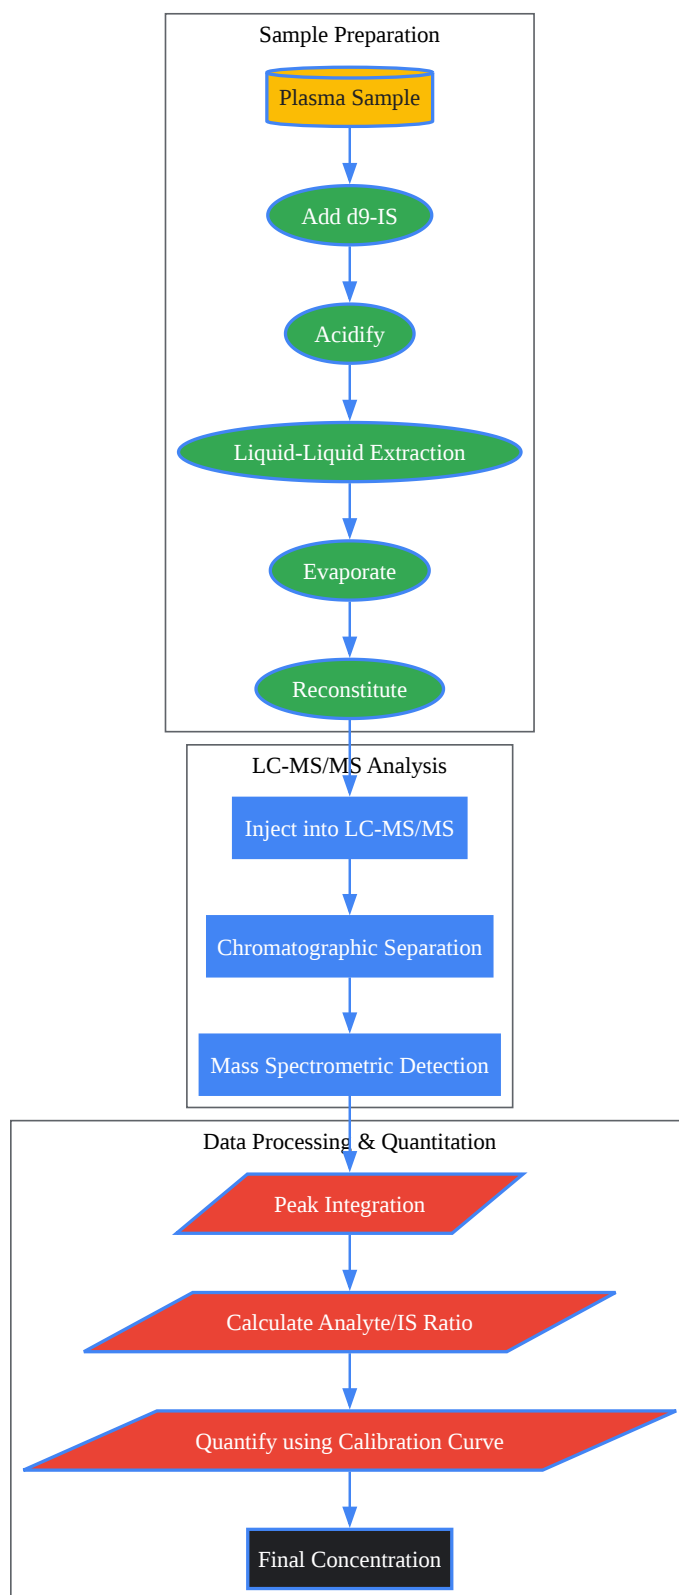 Sample Preparation
Plasma Sample
Add d9-IS
Acidify
Liquid-Liquid Extraction
Evaporate
Reconstitute
LC-MS/MS Analysis
Inject into LC-MS/MS
Chromatographic Separation
Mass Spectrometric Detection
Data Processing & Quantitation
Peak Integration
Calculate Analyte/IS Ratio
Quantify using Calibration Curve
Final Concentration